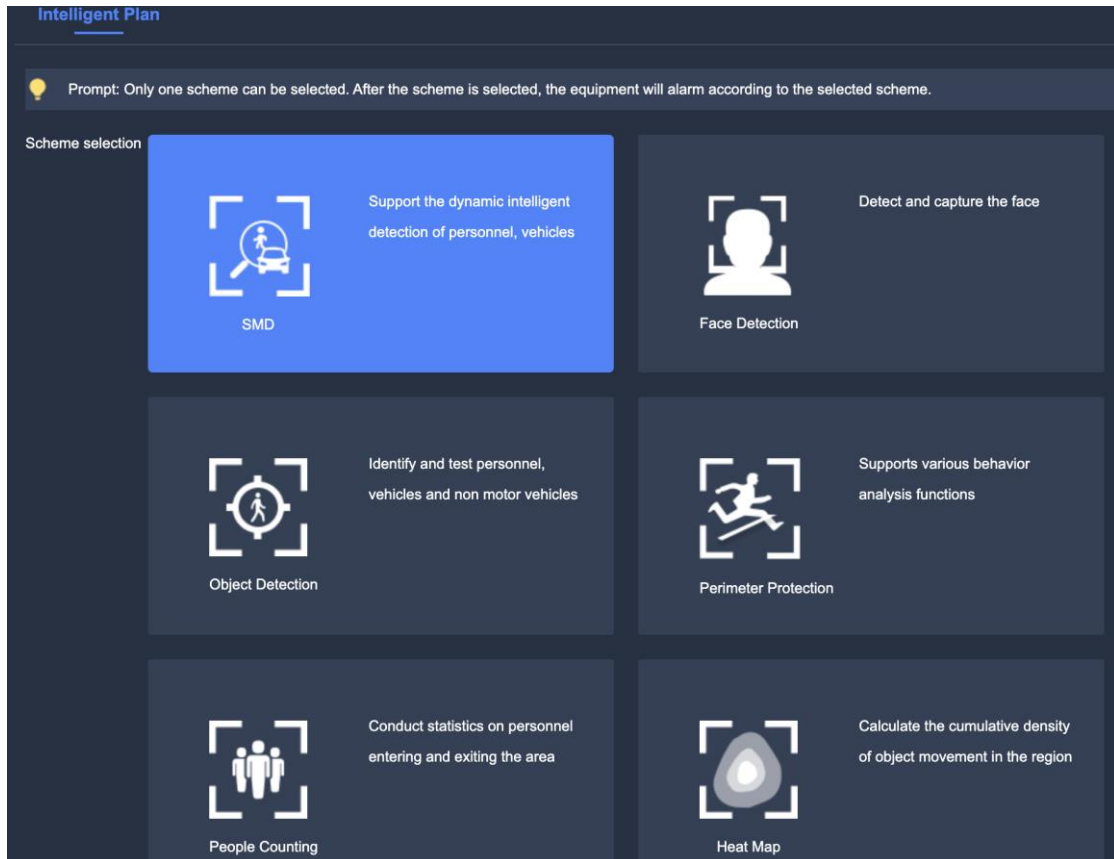 Intelligent Plan
Prompt: Only one scheme can be selected. After the scheme is selected, the equipment will alarm according to the selected scheme.
Scheme selection
Support the dynamic intelligent
detection of personnel, vehicles
SMD
Detect and capture the face
Face Detection
Identify and test personnel,
vehicles and non motor vehicles
Object Detection
Supports various behavior
analysis functions
Perimeter Protection
Conduct statistics on personnel
entering and exiting the area
People Counting
Calculate the cumulative density
of object movement in the region
Heat Map